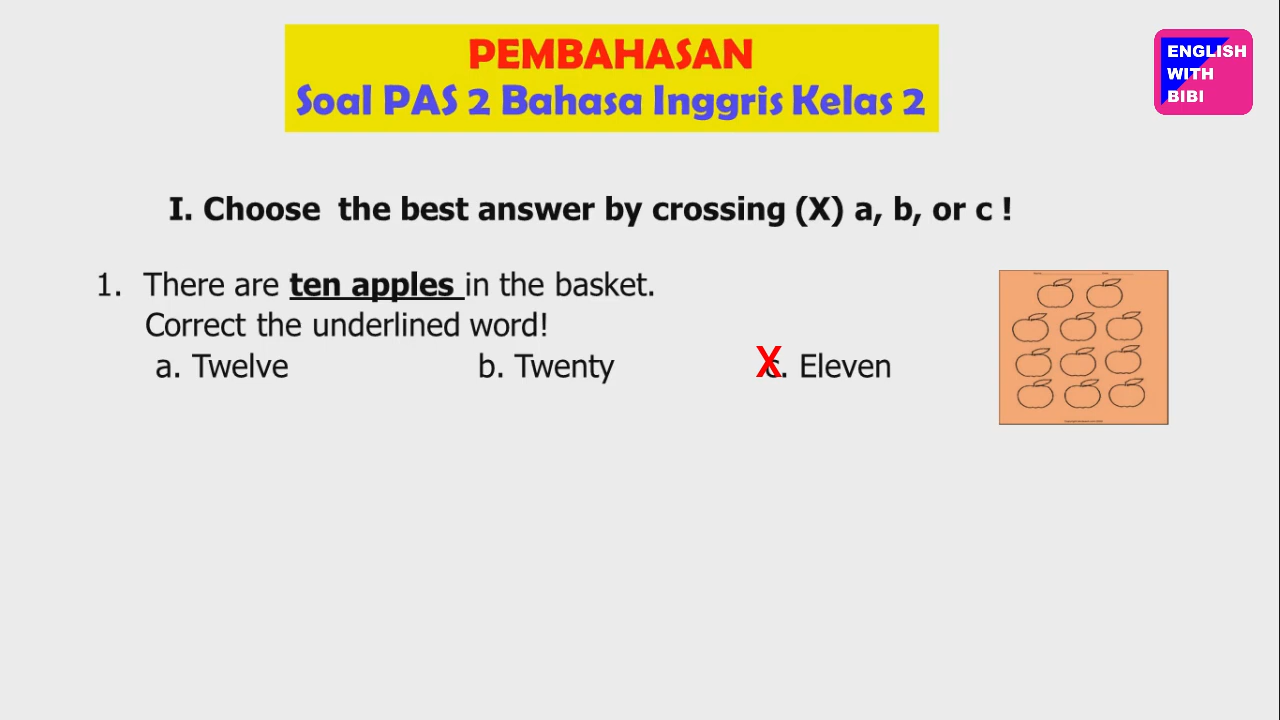 PEMBAHASAN
Soal PAS 2 Bahasa Inggris Kelas 2
ENGLISH
WITH
BIBI
I. Choose the best answer by crossing (X) a, b, or c !
1. There are ten apples in the basket.
Correct the underlined word!
a. Twelve b. Twenty X c. Eleven